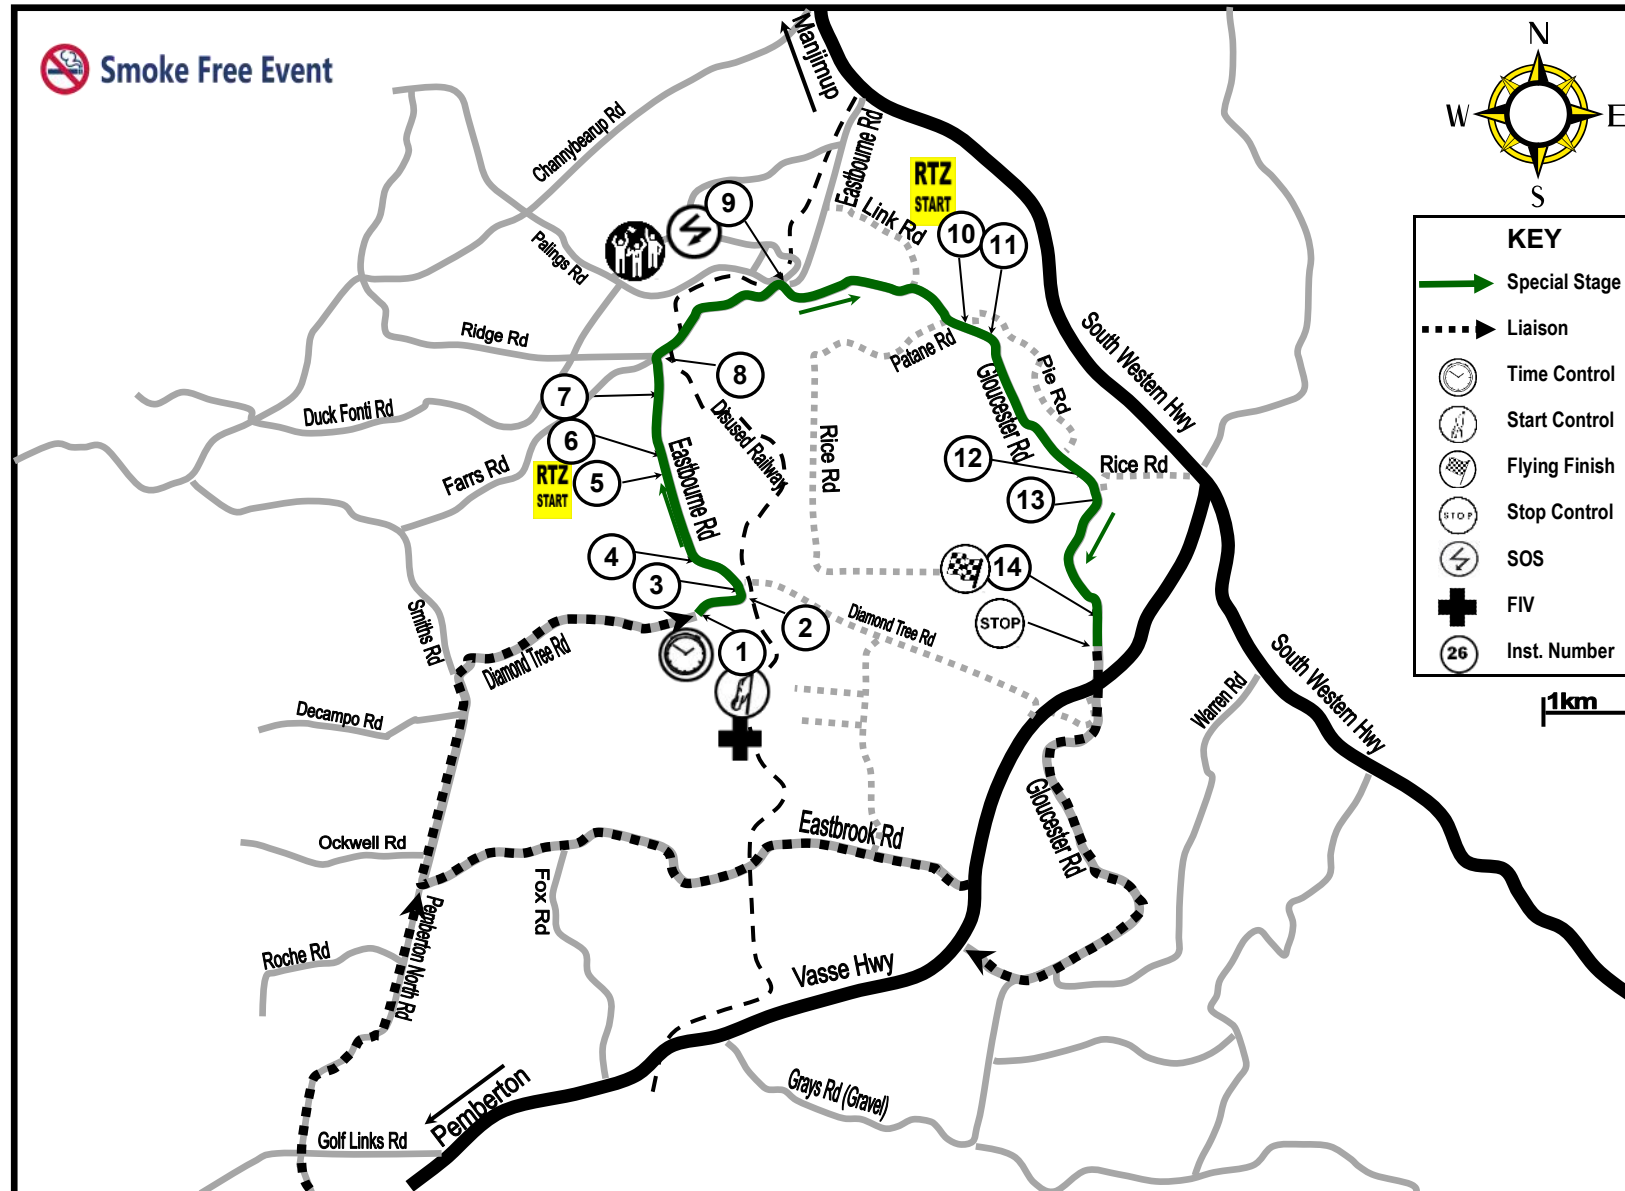 Smoke Free Event
Manjimup
N
W
E
S
Channybearup Rd
Eastbourne Rd
RTZ
START
Link Rd
9
10
11
Palings Rd
KEY
Special Stage
Liaison
Time Control
Start Control
Flying Finish
STOP
Stop Control
SOS
FIV
26
Inst. Number
1km
Ridge Rd
Patane Rd
Pie Rd
South Western Hwy
8
7
Duck Fonti Rd
Disused Railway
Gloucester Rd
6
Eastbourne Rd
Rice Rd
12
Rice Rd
Farrs Rd
RTZ
START
5
13
4
3
14
2
STOP
Smiths Rd
Diamond Tree Rd
1
Diamond Tree Rd
South Western Hwy
Warren Rd
Decampo Rd
Gloucester Rd
Eastbrook Rd
Ockwell Rd
Fox Rd
Pemberton North Rd
Roche Rd
Vasse Hwy
Grays Rd (Gravel)
Pemberton
Golf Links Rd